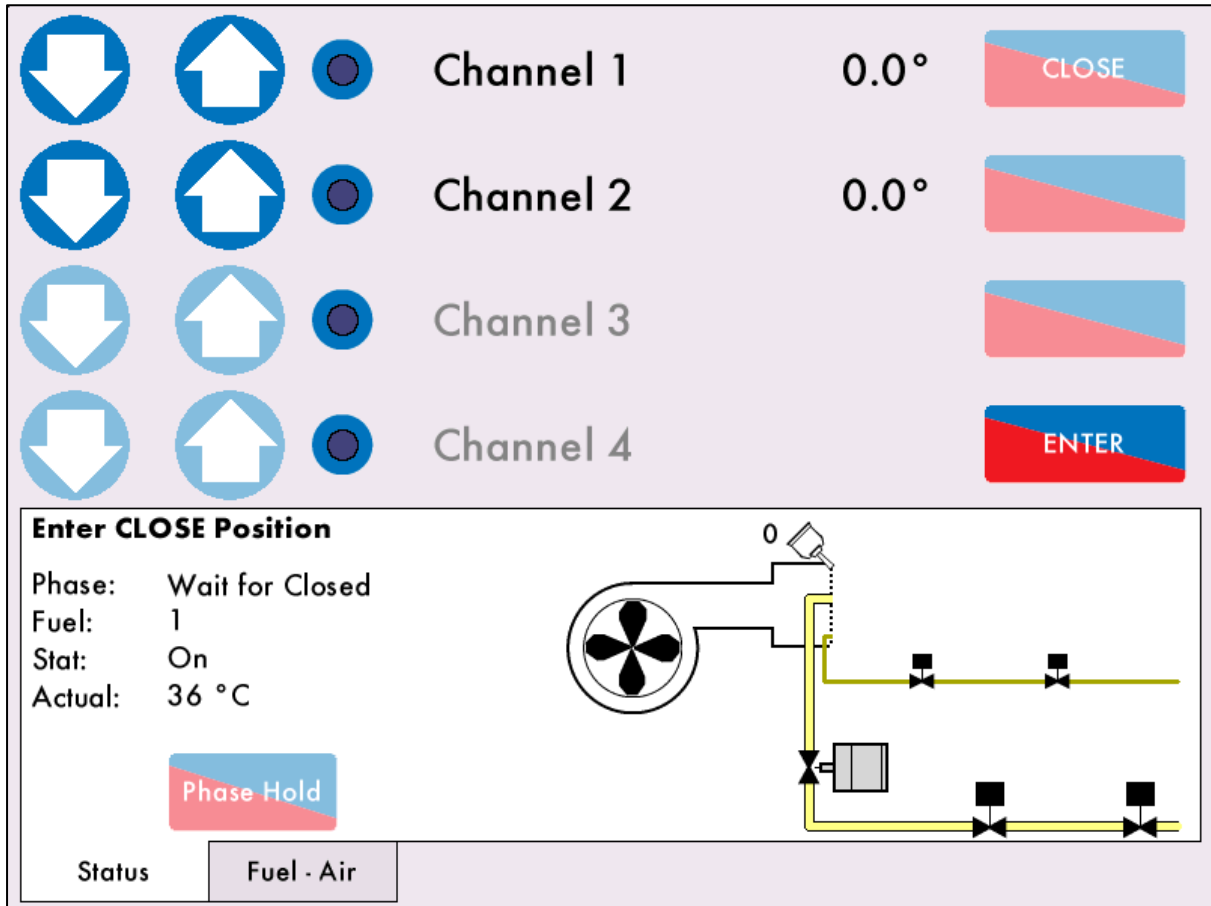 Channel 1 0.0° CLOSE
Channel 2 0.0°
Channel 3
Channel 4 ENTER
Enter CLOSE Position
0
Phase: Wait for Closed
Fuel: 1
Stat: On
Actual: 36 °C
Phase Hold
Status Fuel - Air